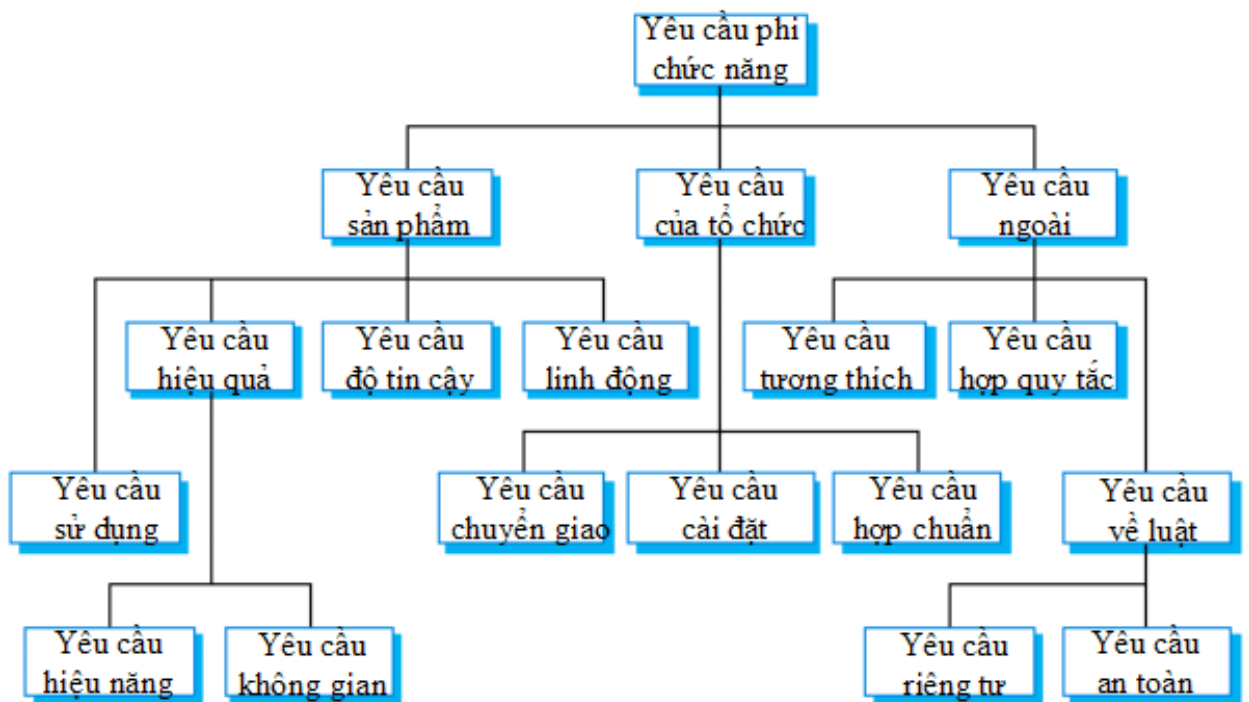 Yêu cầu phi
chức năng
Yêu cầu
sản phẩm
Yêu cầu
của tổ chức
Yêu cầu
ngoài
Yêu cầu
hiệu quả
Yêu cầu
độ tin cậy
Yêu cầu
linh động
Yêu cầu
tương thích
Yêu cầu
hợp quy tắc
Yêu cầu
sử dụng
Yêu cầu
chuyển giao
Yêu cầu
cài đặt
Yêu cầu
hợp chuẩn
Yêu cầu
về luật
Yêu cầu
hiệu năng
Yêu cầu
không gian
Yêu cầu
riêng tư
Yêu cầu
an toàn